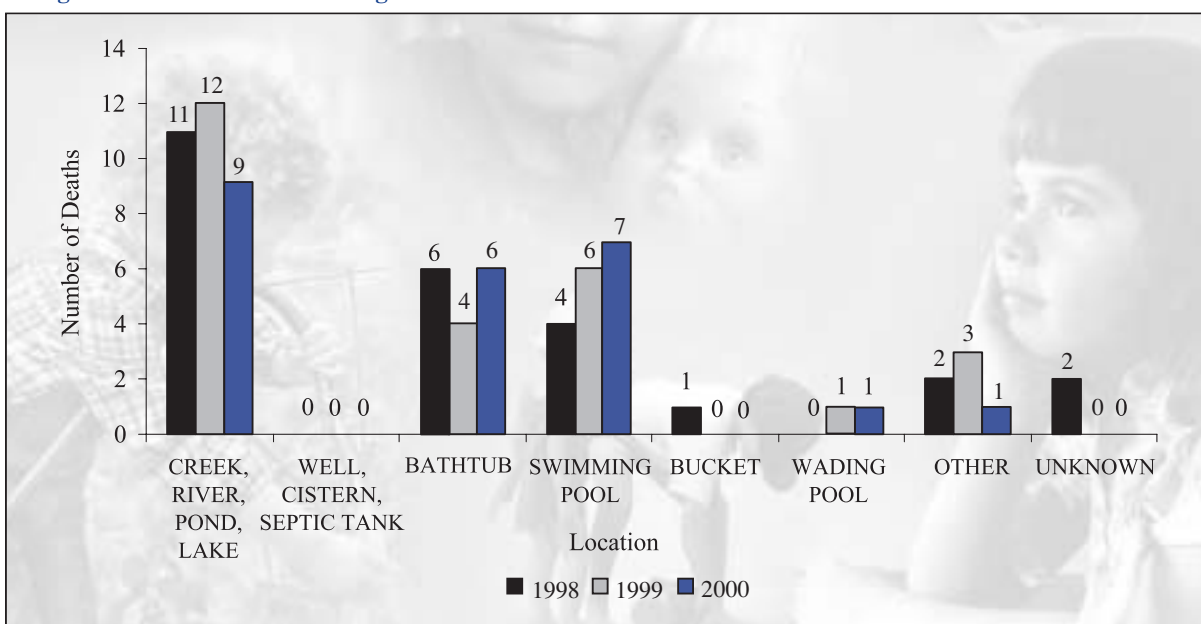 14
12
10
8
6
4
2
0
Number of Deaths
11 12 9
0 0 0
6 4 6
4 6 7
1 0 0
0 1 1
2 3 1
2 0 0
CREEK,
RIVER,
POND,
LAKE
WELL,
CISTERN,
SEPTIC TANK
BATHTUB
SWIMMING
POOL
BUCKET
WADING
POOL
OTHER
UNKNOWN
Location
1998 1999 2000